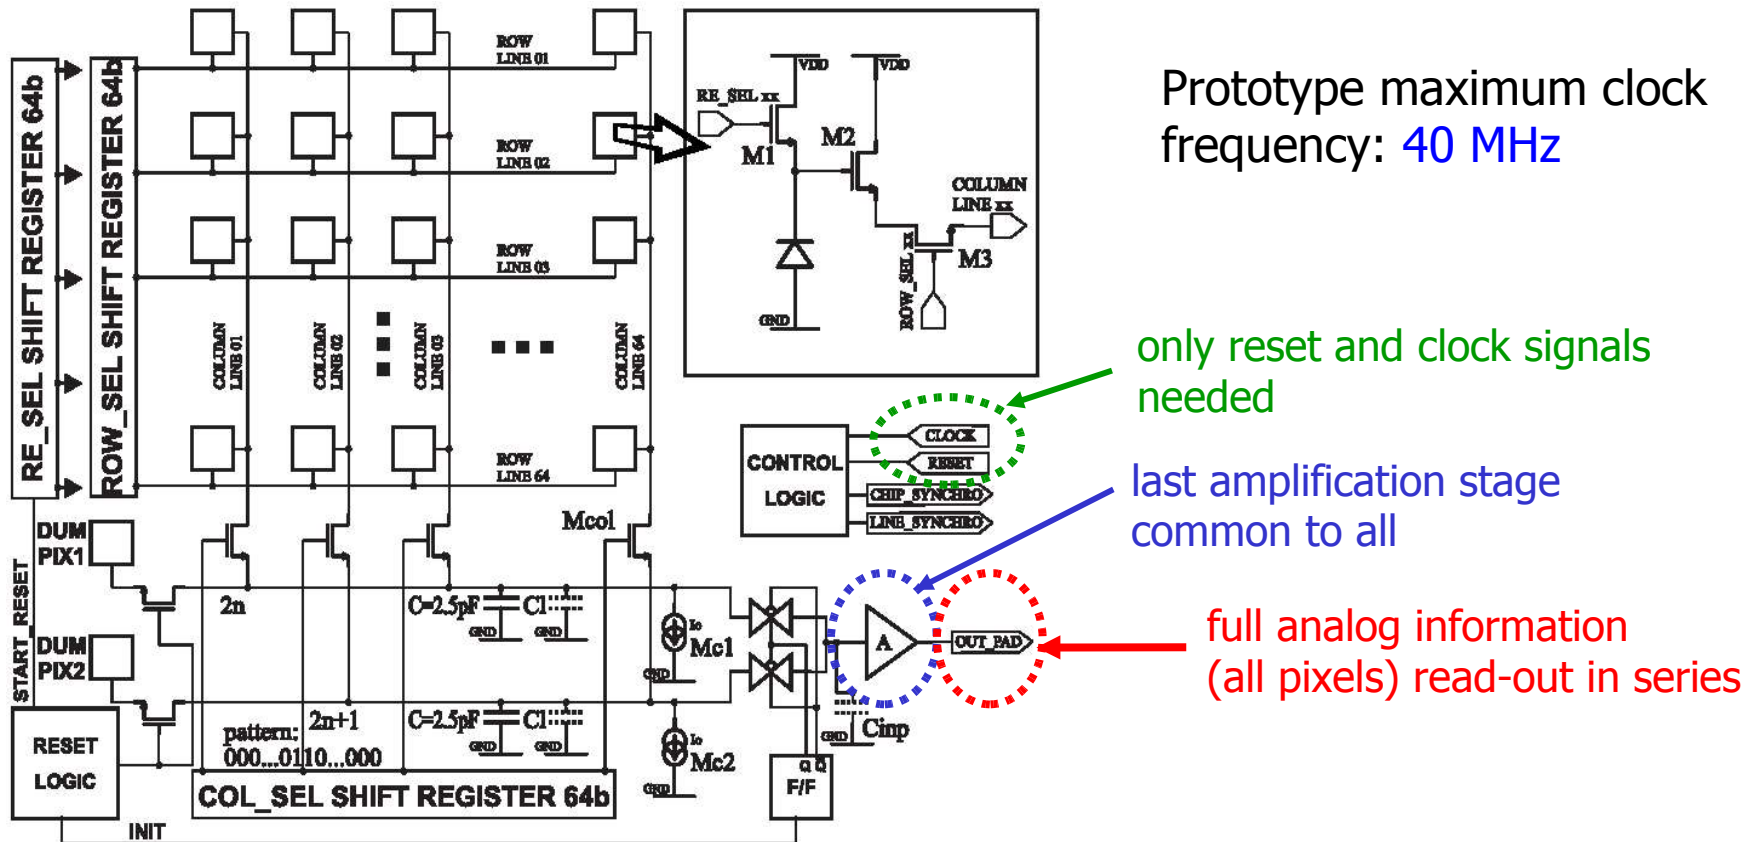 RE_SEL SHIFT REGISTER 64b
ROW_SEL SHIFT REGISTER 64b
ROW
LINE 01
ROW
LINE 02
ROW
LINE 03
ROW
LINE 64
COLUMN
LINE 01
COLUMN
LINE 02
COLUMN
LINE 03
COLUMN
LINE 64
VDD
VDD
RE_SEL xx
M1
M2
COLUMN
LINE xx
M3
ROW_SEL xx
GND
Prototype maximum clock
frequency: 40 MHz
only reset and clock signals
needed
CONTROL
LOGIC
CLOCK
RESET
CHIP_SYNCHRO
LINE_SYNCHRO
last amplification stage
common to all
full analog information
(all pixels) read-out in series
DUM
PIX1
DUM
PIX2
START_RESET
RESET
LOGIC
INIT
Mcol
2n
2n+1
pattern:
000...0110...000
COL_SEL SHIFT REGISTER 64b
C=2.5pF
C1
GND
GND
C=2.5pF
C1
GND
GND
Io
Mc1
GND
Io
Mc2
GND
A
OUT_PAD
Cinp
GND
Q
Q
F/F